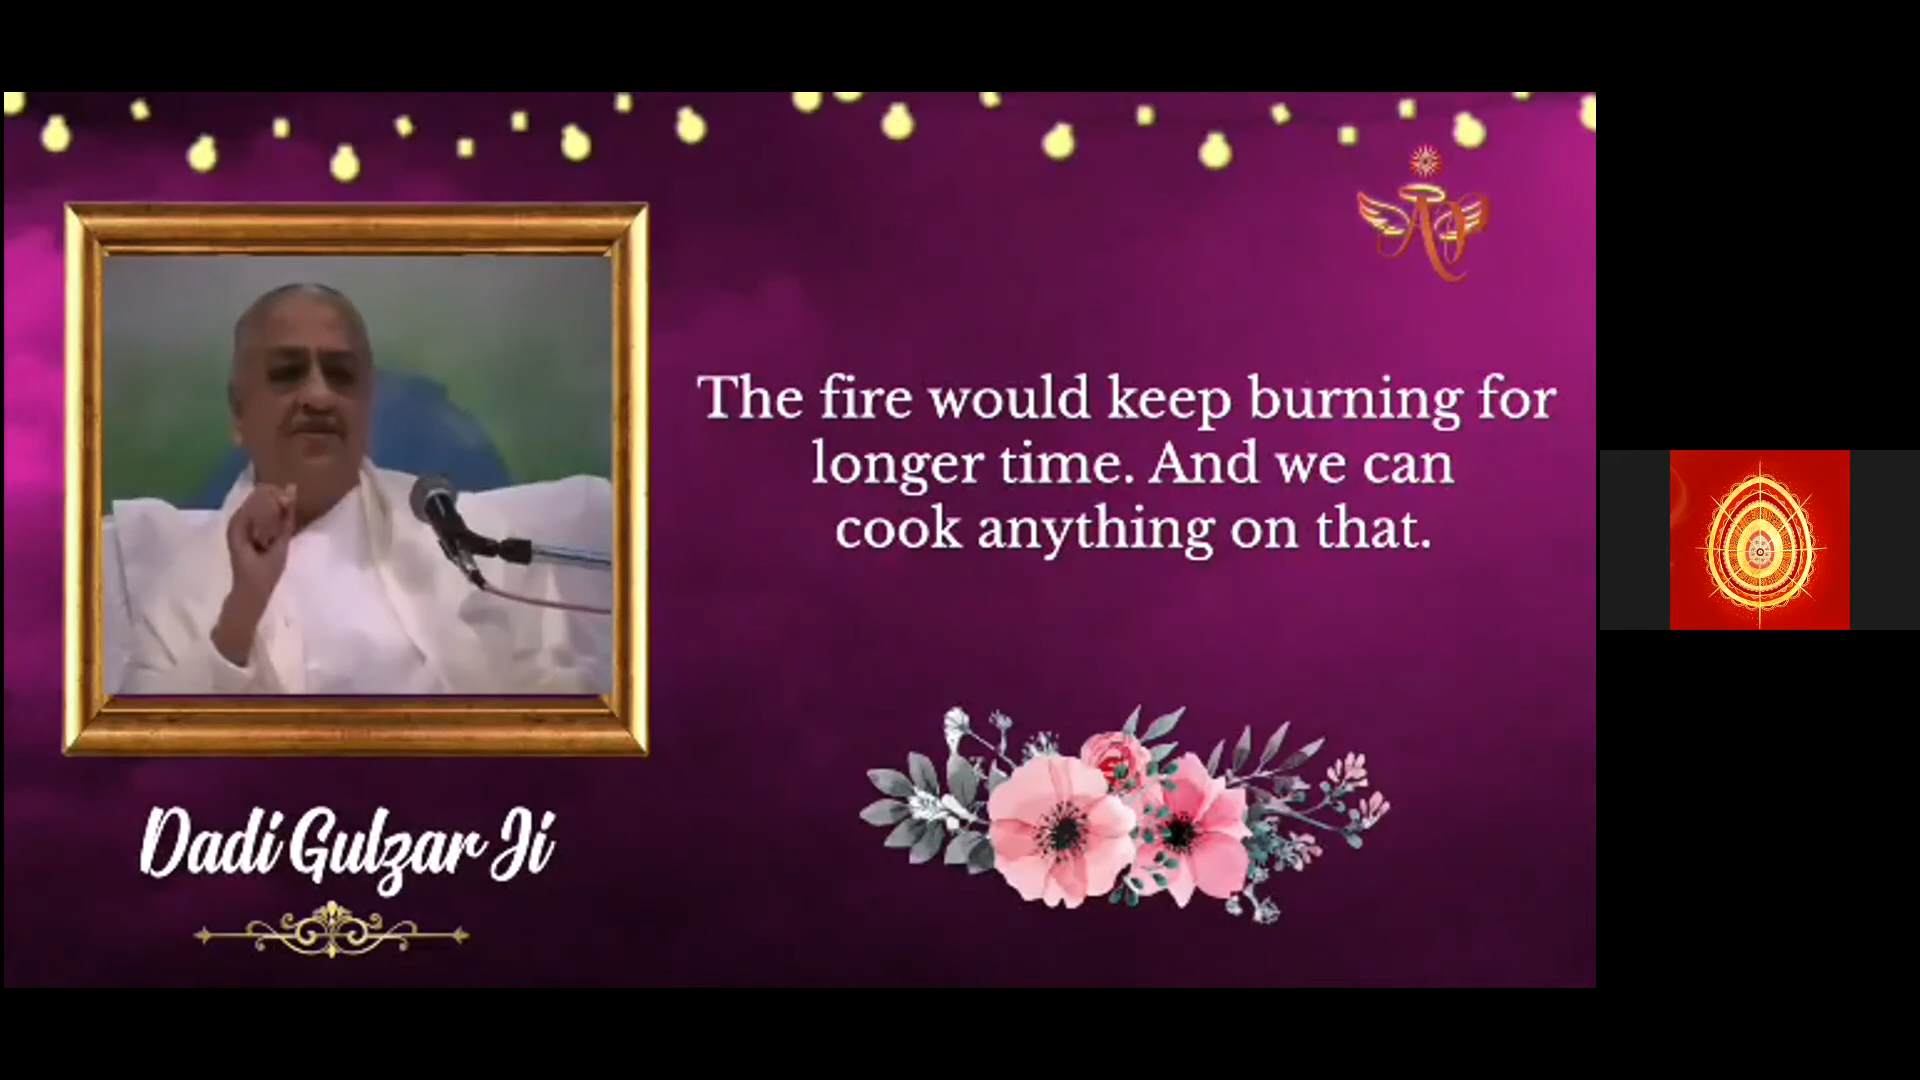 The fire would keep burning for
longer time. And we can
cook anything on that.
Dadi Gulzar Ji